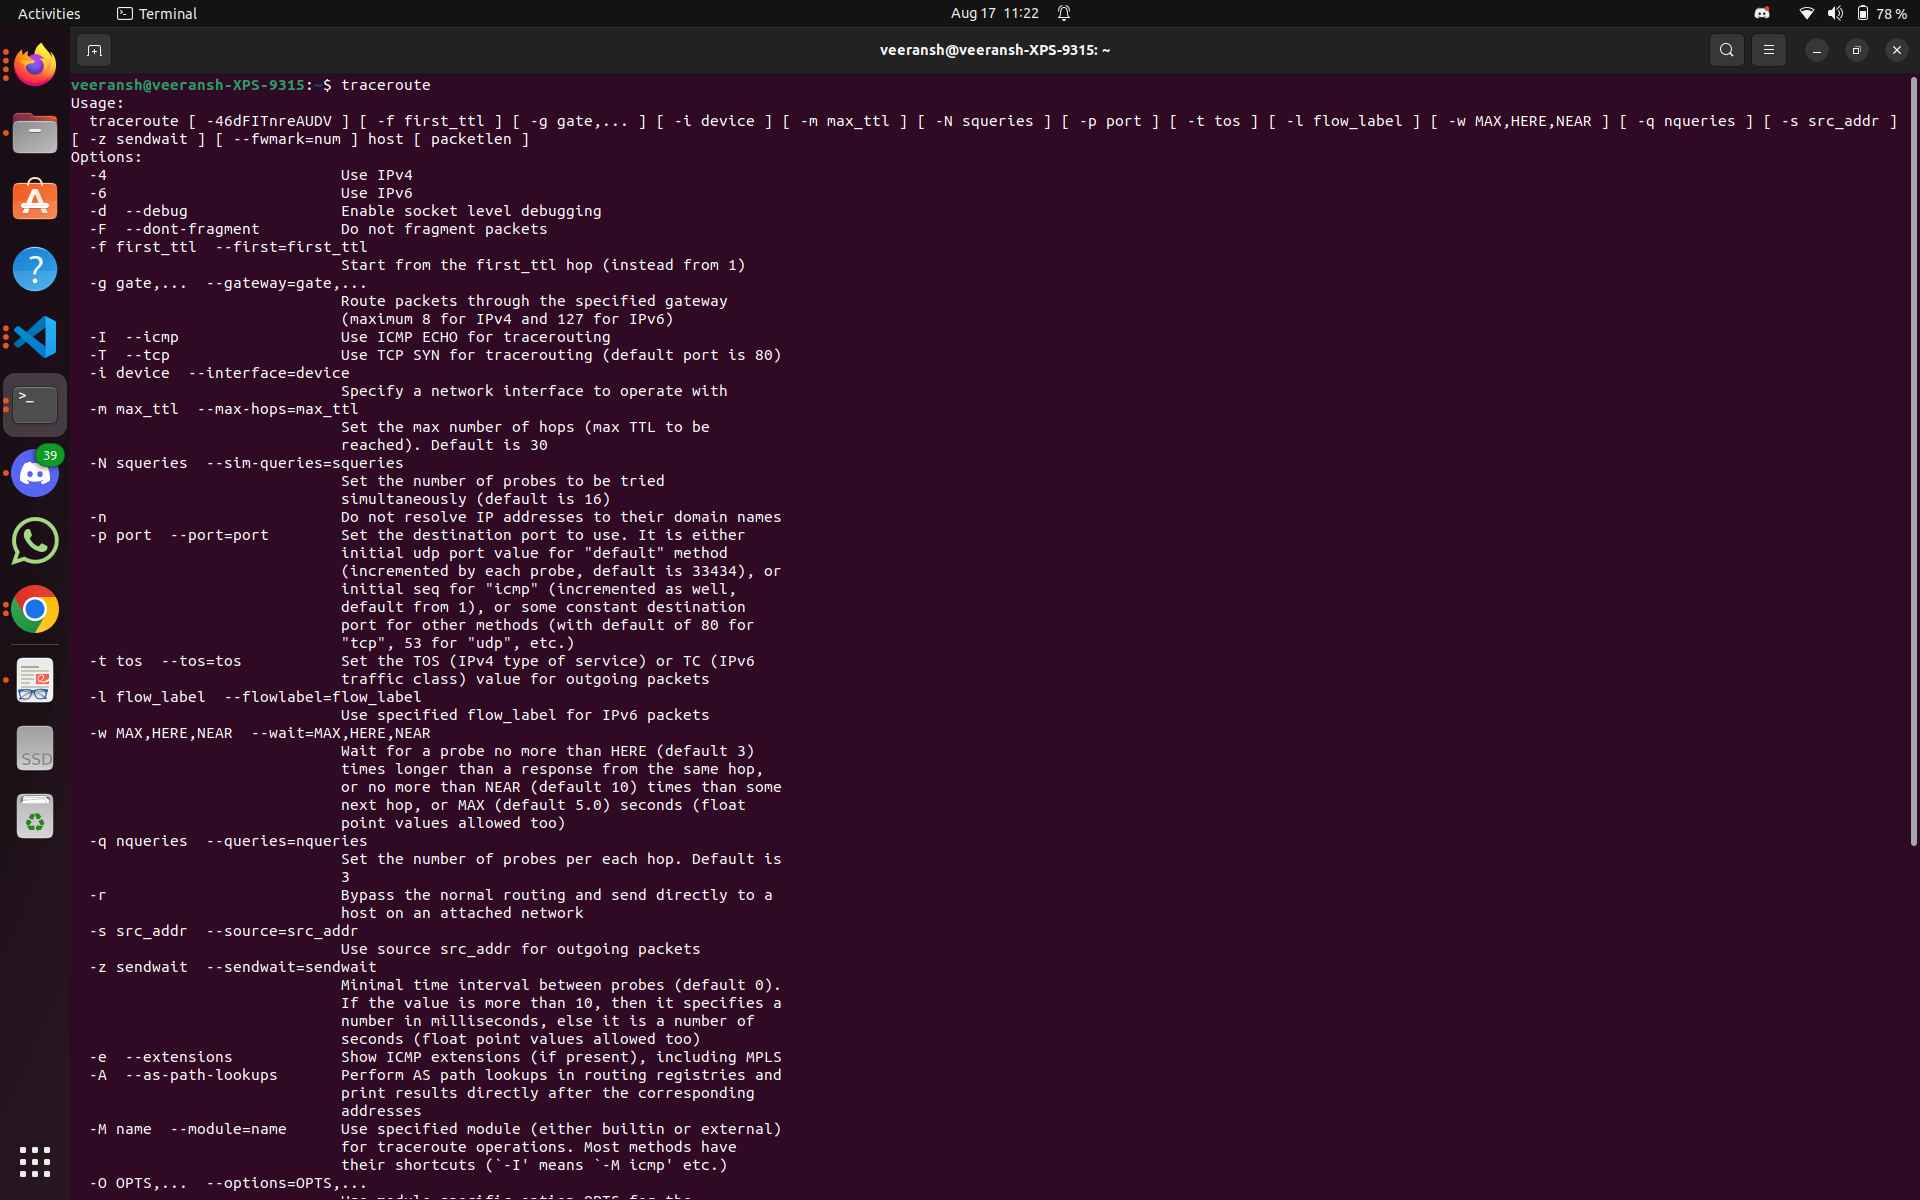 Activities
Terminal
Aug 17 11:22
78 %
veeransh@veeransh-XPS-9315: ~
veeransh@veeransh-XPS-9315:~$ traceroute
Usage:
  traceroute [ -46dFITnreAUDV ] [ -f first_ttl ] [ -g gate,... ] [ -i device ] [ -m max_ttl ] [ -N squeries ] [ -p port ] [ -t tos ] [ -l flow_label ] [ -w MAX,HERE,NEAR ] [ -q nqueries ] [ -s src_addr ]
[ -z sendwait ] [ --fwmark=num ] host [ packetlen ]
Options:
  -4                          Use IPv4
  -6                          Use IPv6
  -d  --debug                 Enable socket level debugging
  -F  --dont-fragment         Do not fragment packets
  -f first_ttl  --first=first_ttl
                              Start from the first_ttl hop (instead from 1)
  -g gate,...  --gateway=gate,...
                              Route packets through the specified gateway
                              (maximum 8 for IPv4 and 127 for IPv6)
  -I  --icmp                  Use ICMP ECHO for tracerouting
  -T  --tcp                   Use TCP SYN for tracerouting (default port is 80)
  -i device  --interface=device
                              Specify a network interface to operate with
  -m max_ttl  --max-hops=max_ttl
                              Set the max number of hops (max TTL to be
                              reached). Default is 30
  -N squeries  --sim-queries=squeries
                              Set the number of probes to be tried
                              simultaneously (default is 16)
  -n                          Do not resolve IP addresses to their domain names
  -p port  --port=port        Set the destination port to use. It is either
                              initial udp port value for "default" method
                              (incremented by each probe, default is 33434), or
                              initial seq for "icmp" (incremented as well,
                              default from 1), or some constant destination
                              port for other methods (with default of 80 for
                              "tcp", 53 for "udp", etc.)
  -t tos  --tos=tos           Set the TOS (IPv4 type of service) or TC (IPv6
                              traffic class) value for outgoing packets
  -l flow_label  --flowlabel=flow_label
                              Use specified flow_label for IPv6 packets
  -w MAX,HERE,NEAR  --wait=MAX,HERE,NEAR
                              Wait for a probe no more than HERE (default 3)
                              times longer than a response from the same hop,
                              or no more than NEAR (default 10) times than some
                              next hop, or MAX (default 5.0) seconds (float
                              point values allowed too)
  -q nqueries  --queries=nqueries
                              Set the number of probes per each hop. Default is
                              3
  -r                          Bypass the normal routing and send directly to a
                              host on an attached network
  -s src_addr  --source=src_addr
                              Use source src_addr for outgoing packets
  -z sendwait  --sendwait=sendwait
                              Minimal time interval between probes (default 0).
                              If the value is more than 10, then it specifies a
                              number in milliseconds, else it is a number of
                              seconds (float point values allowed too)
  -e  --extensions            Show ICMP extensions (if present), including MPLS
  -A  --as-path-lookups       Perform AS path lookups in routing registries and
                              print results directly after the corresponding
                              addresses
  -M name  --module=name      Use specified module (either builtin or external)
                              for traceroute operations. Most methods have
                              their shortcuts (`-I' means `-M icmp' etc.)
  -O OPTS,...  --options=OPTS,...
                              Use module-specific option OPTS for the
39
SSD